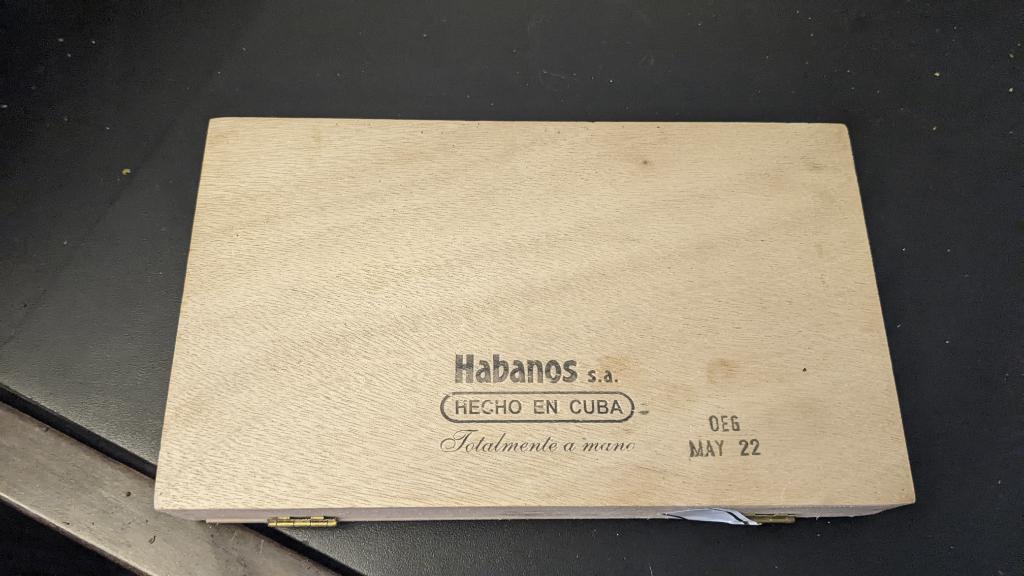 Habanos s.a.
HECHO EN CUBA
Totalmente a mano
OEG
MAY 22